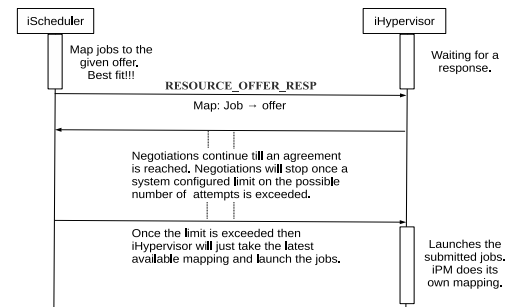 iScheduler
iHypervisor
Map jobs to the
given offer.
Best fit!!!
Waiting for a
response.
RESOURCE_OFFER_RESP
Map: Job → offer
Negotiations continue till an agreement
is reached. Negotiations will stop once a
system configured limit on the possible
number of attempts is exceeded.
Once the limit is exceeded then
iHypervisor will just take the latest
available mapping and launch the jobs.
Launches the
submitted jobs.
iPM does its
own mapping.